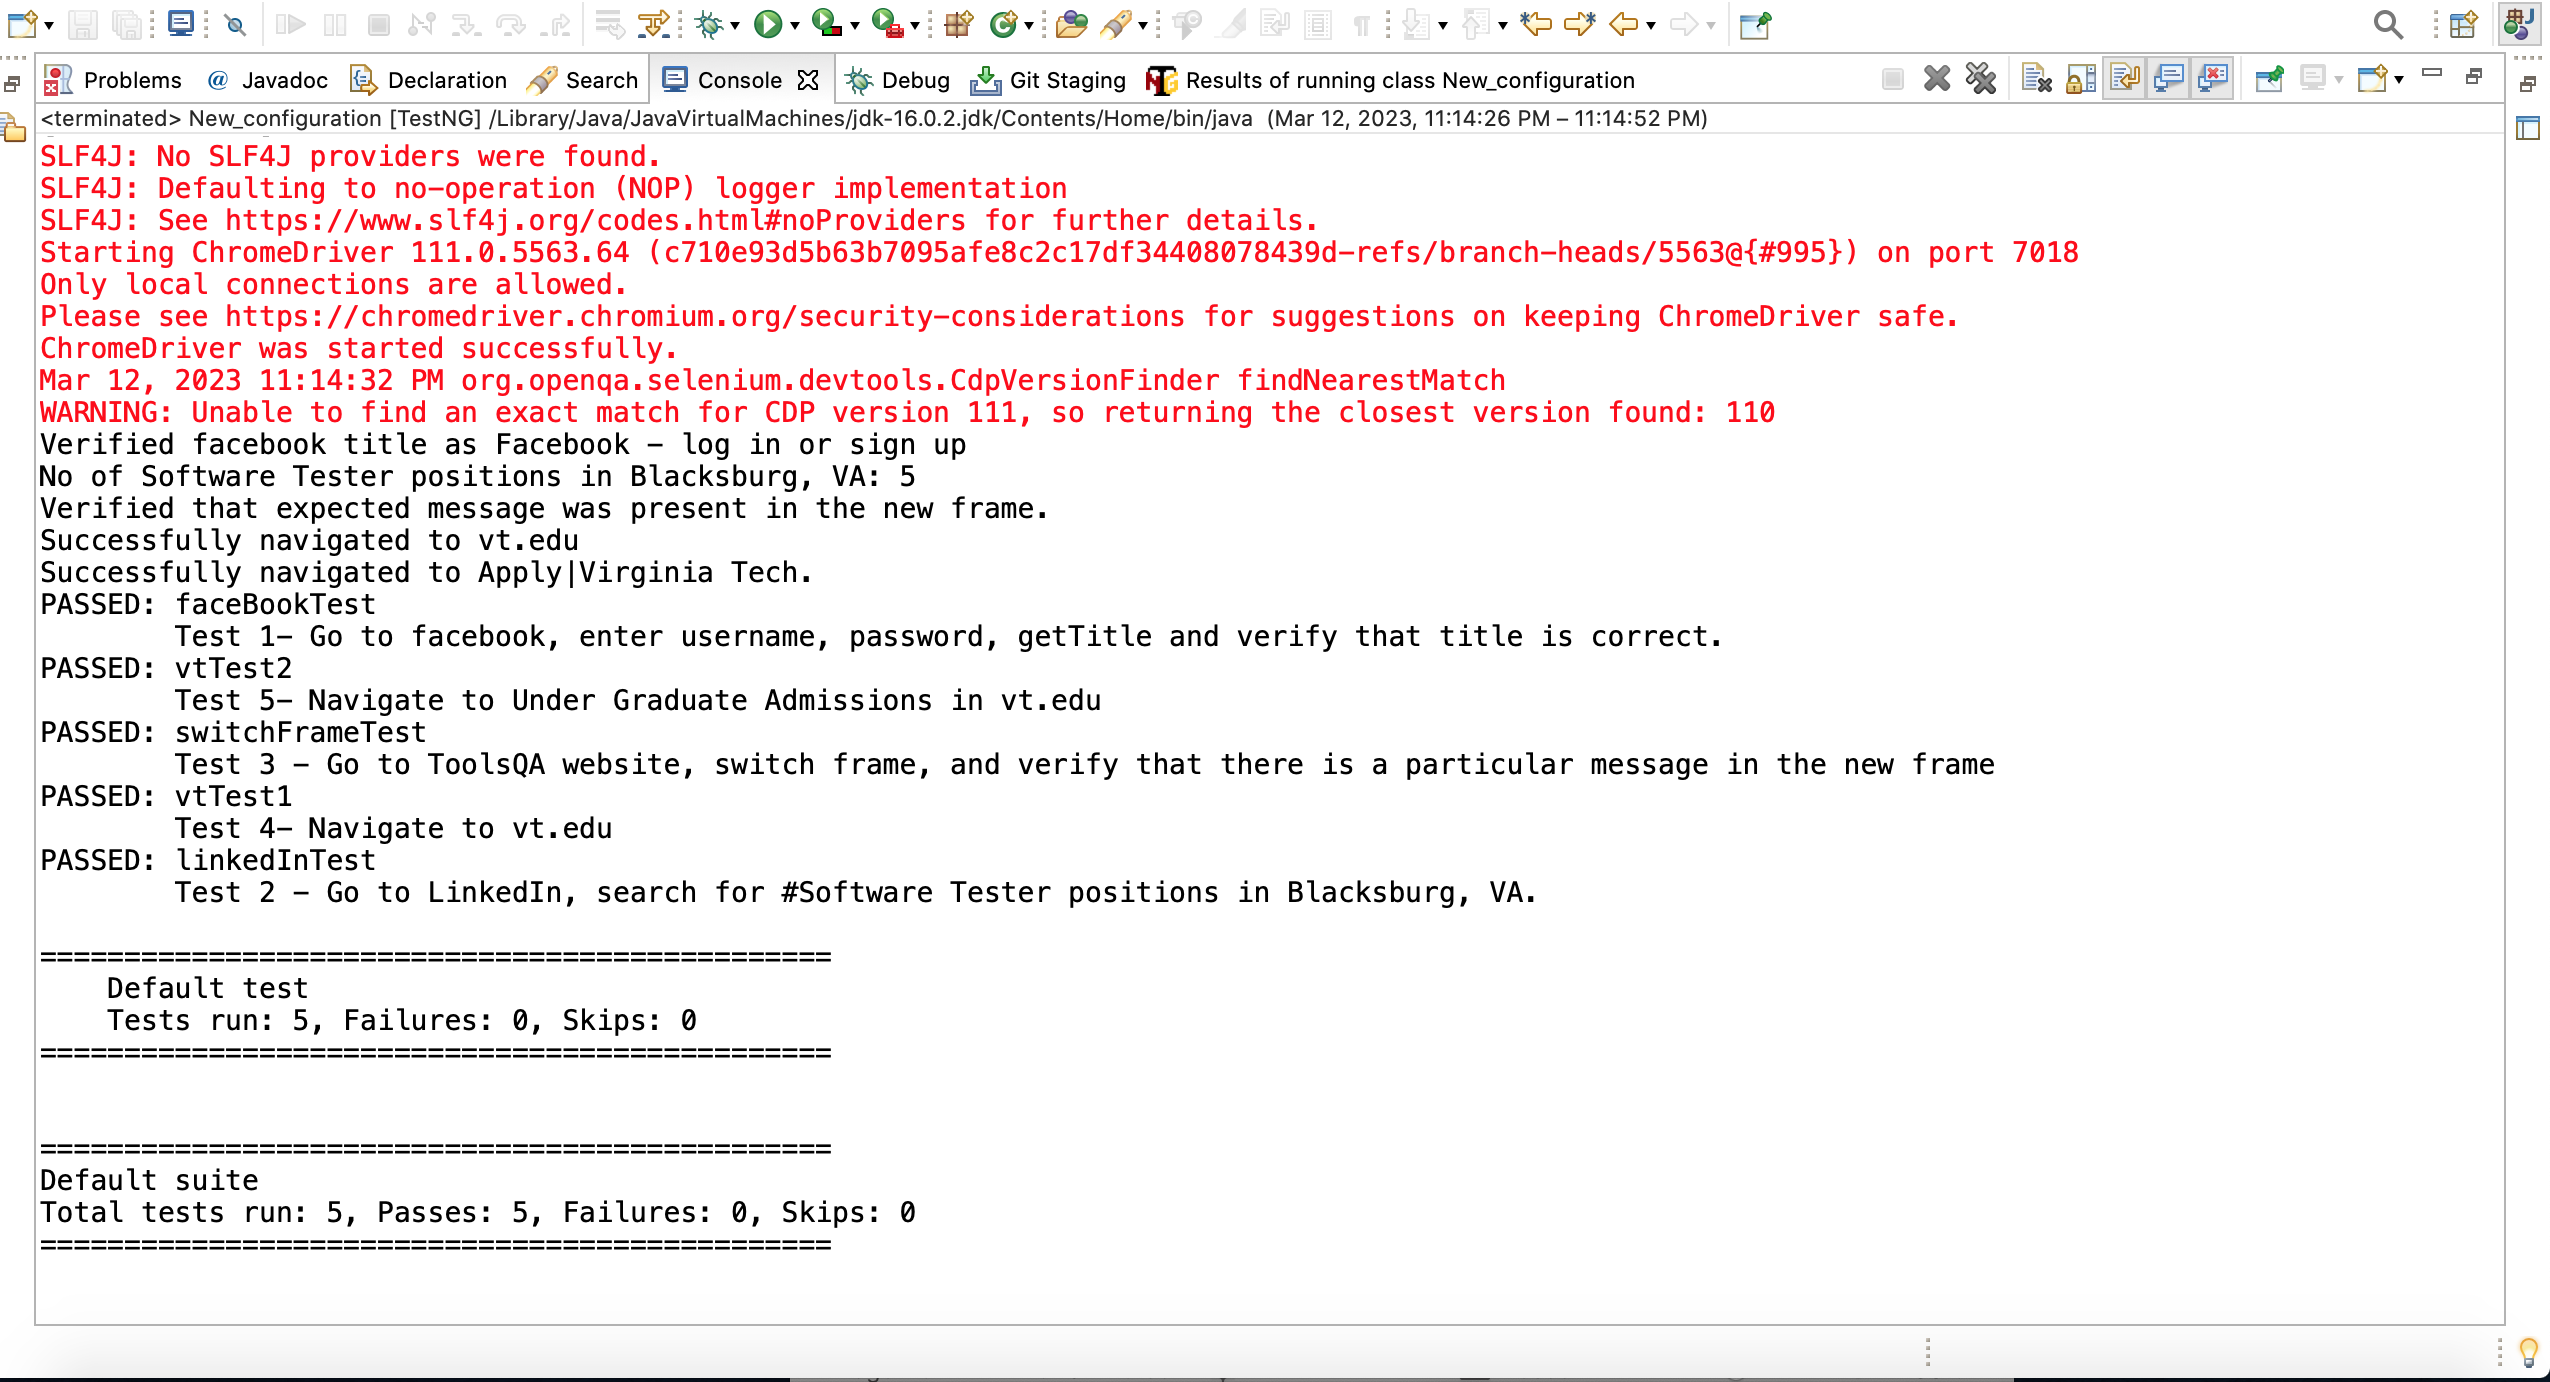 Problems @ Javadoc Declaration Search Console Debug Git Staging Results of running class New_configuration
<terminated> New_configuration [TestNG] /Library/Java/JavaVirtualMachines/jdk-16.0.2.jdk/Contents/Home/bin/java (Mar 12, 2023, 11:14:26 PM – 11:14:52 PM)
SLF4J: No SLF4J providers were found.
SLF4J: Defaulting to no-operation (NOP) logger implementation
SLF4J: See https://www.slf4j.org/codes.html#noProviders for further details.
Starting ChromeDriver 111.0.5563.64 (c710e93d5b63b7095afe8c2c17df34408078439d-refs/branch-heads/5563@{#995}) on port 7018
Only local connections are allowed.
Please see https://chromedriver.chromium.org/security-considerations for suggestions on keeping ChromeDriver safe.
ChromeDriver was started successfully.
Mar 12, 2023 11:14:32 PM org.openqa.selenium.devtools.CdpVersionFinder findNearestMatch
WARNING: Unable to find an exact match for CDP version 111, so returning the closest version found: 110
Verified facebook title as Facebook – log in or sign up
No of Software Tester positions in Blacksburg, VA: 5
Verified that expected message was present in the new frame.
Successfully navigated to vt.edu
Successfully navigated to Apply|Virginia Tech.
PASSED: faceBookTest
Test 1– Go to facebook, enter username, password, getTitle and verify that title is correct.
PASSED: vtTest2
Test 5– Navigate to Under Graduate Admissions in vt.edu
PASSED: switchFrameTest
Test 3 – Go to ToolsQA website, switch frame, and verify that there is a particular message in the new frame
PASSED: vtTest1
Test 4– Navigate to vt.edu
PASSED: linkedInTest
Test 2 – Go to LinkedIn, search for #Software Tester positions in Blacksburg, VA.
===============================================
Default test
Tests run: 5, Failures: 0, Skips: 0
===============================================
===============================================
Default suite
Total tests run: 5, Passes: 5, Failures: 0, Skips: 0
===============================================